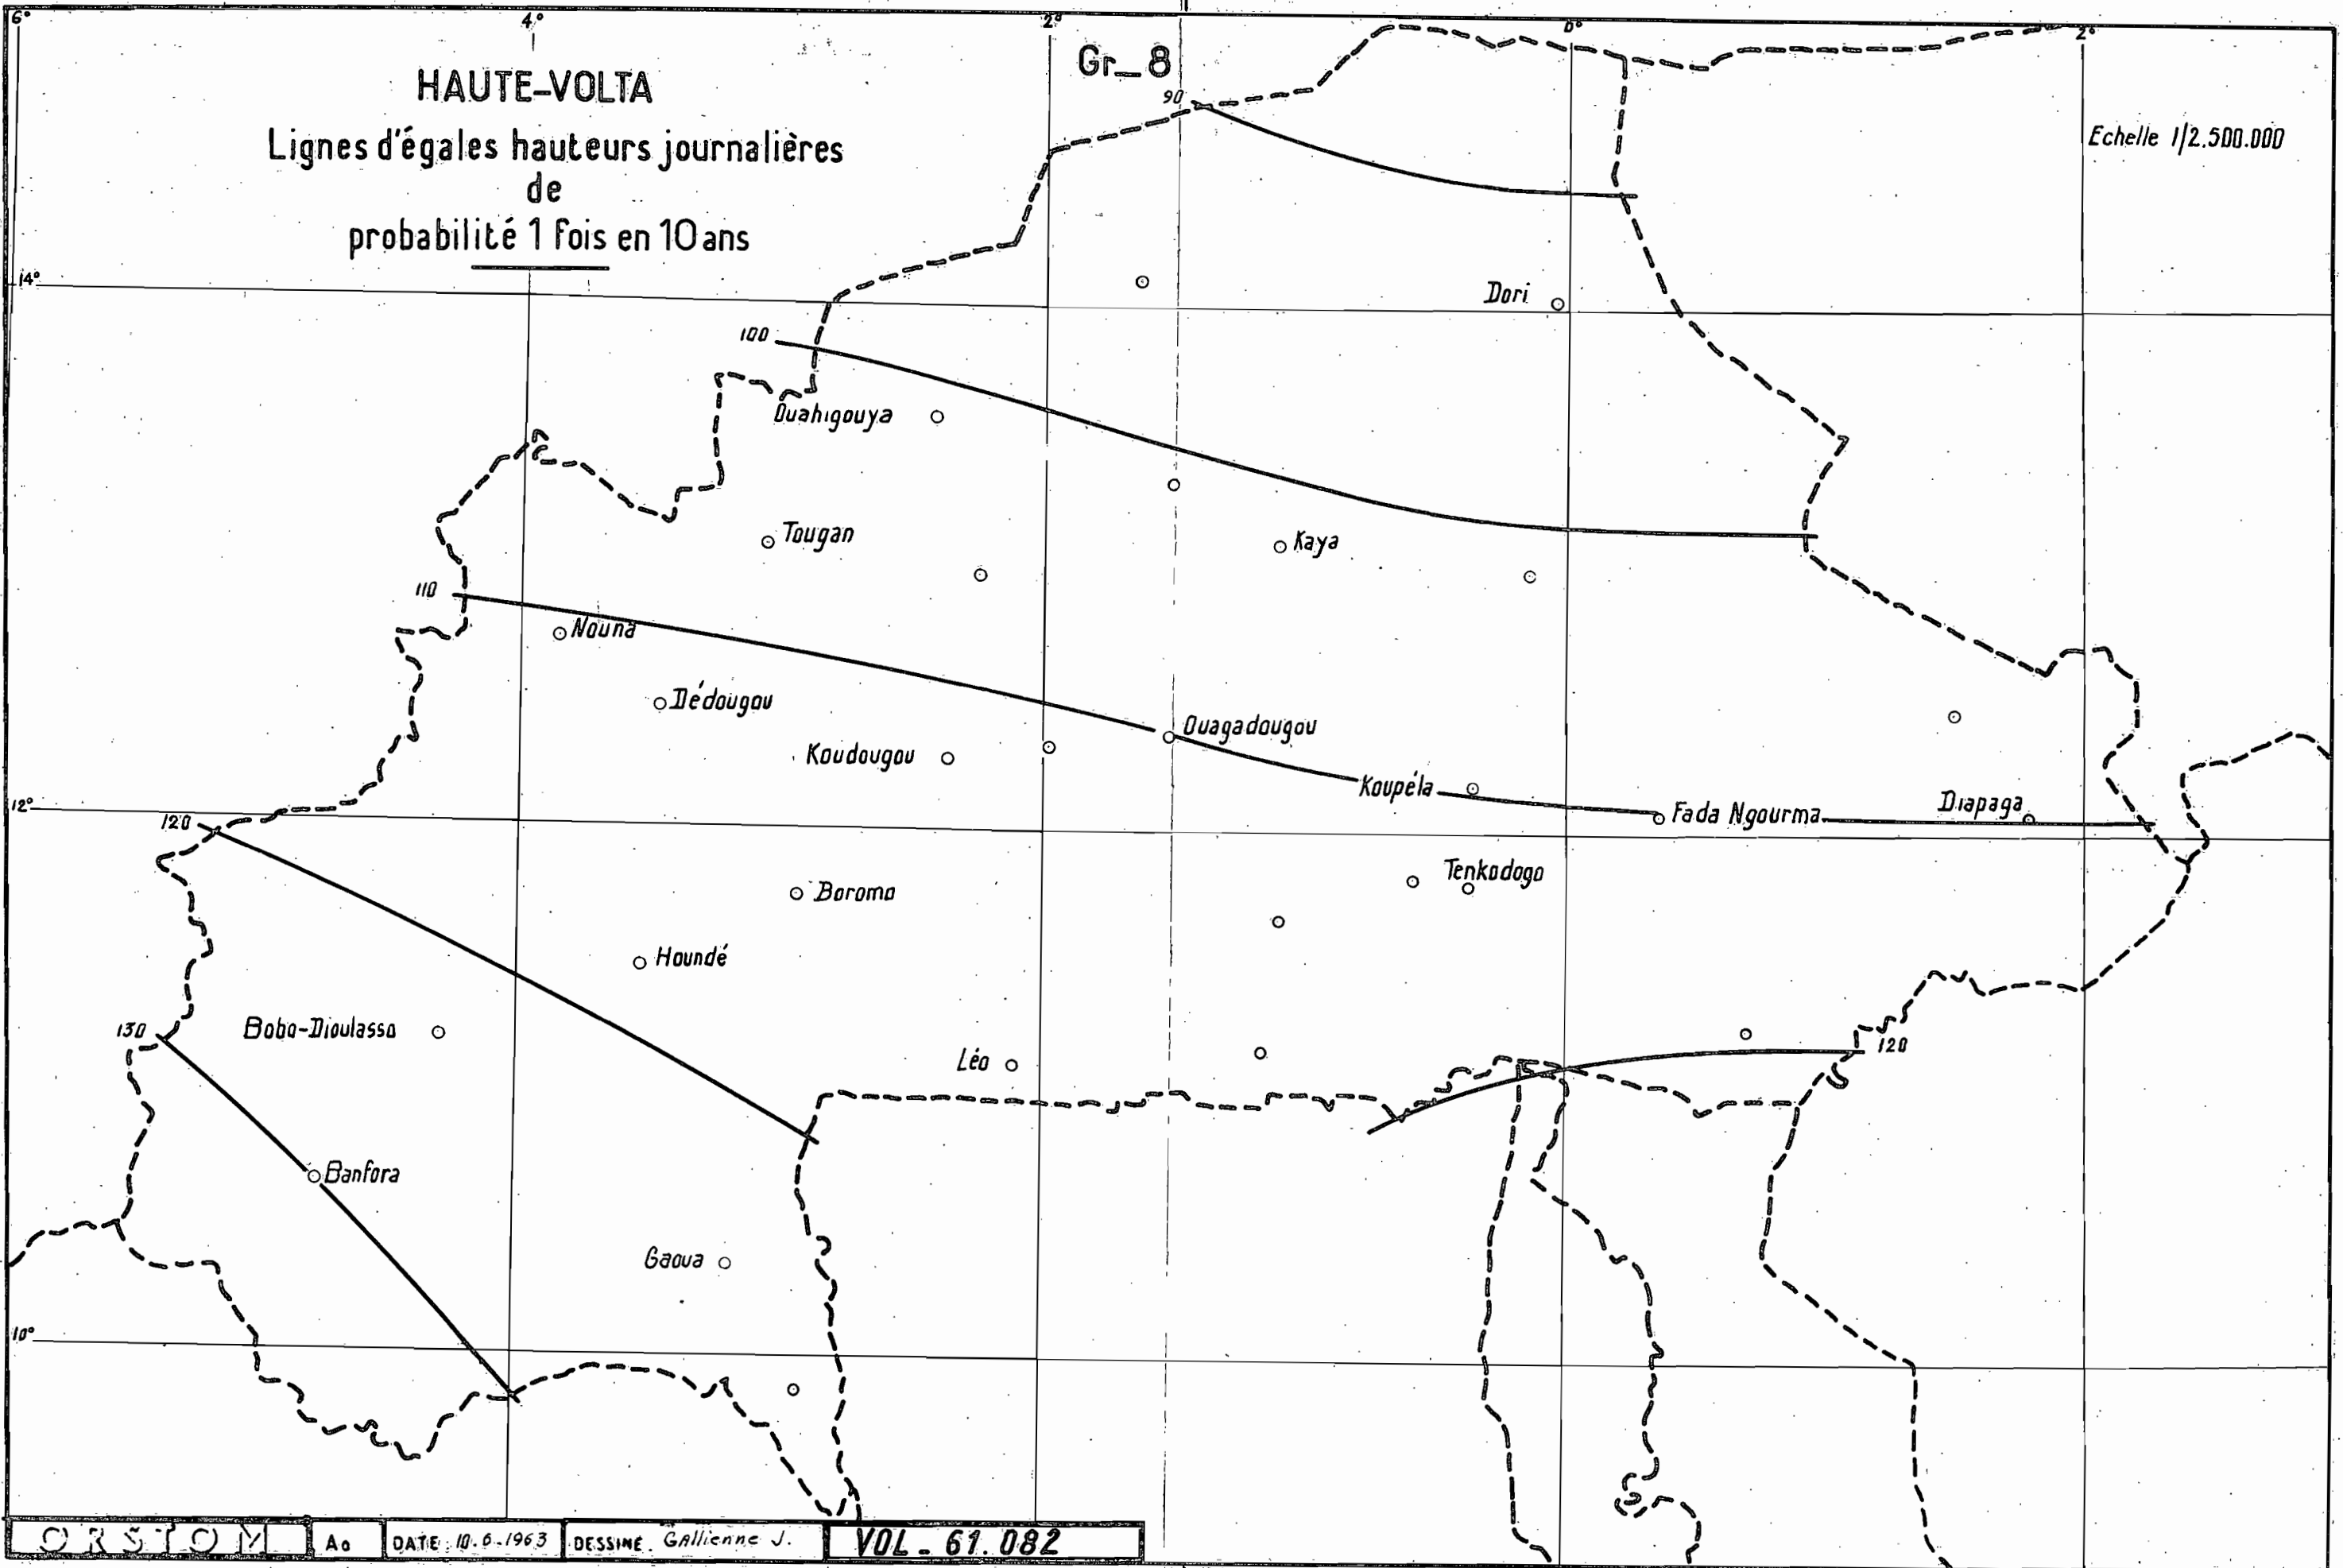 6° 4° 2° 0° 2°
Gr_8
HAUTE-VOLTA
Lignes d'égales hauteurs journalières
de
probabilité 1 fois en 10 ans
90
Echelle 1/2.500.000
14°
Dori
100
Ouahigouya
Tougan
Kaya
110
Nouna
Dédougou
Ouagadougou
Koudougou
Koupéla
12°
120
Fada Ngourma
Diapaga
Boromo
Tenkodogo
Houndé
130
Bobo-Dioulasso
Léo
120
Banfora
Gaoua
10°
ORSTOM
A0
DATE: 10.6.1963
DESSINÉ. Gallienne J.
VOL_61.082